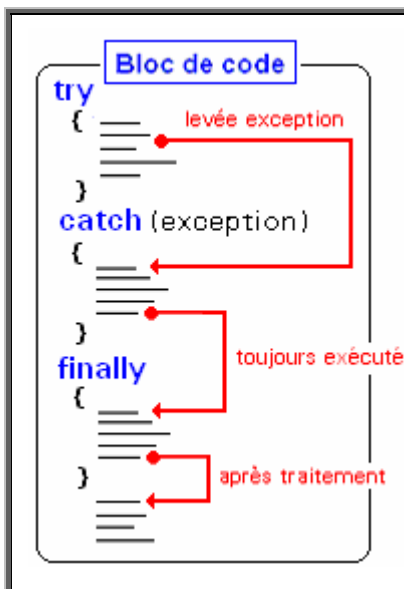 Bloc de code
try
{
levée exception
}
catch (exception)
{
}
toujours exécuté
finally
{
}
après traitement